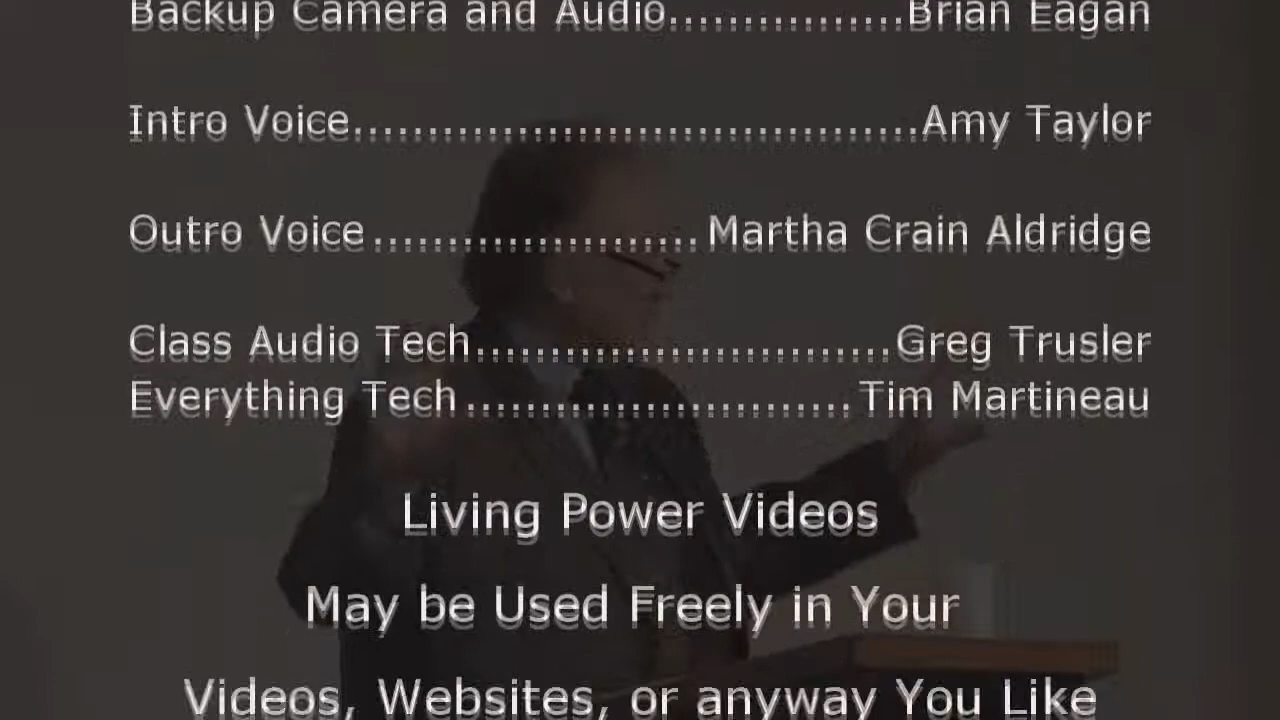 Backup Camera and Audio................Brian Eagan
Intro Voice......................................Amy Taylor
Outro Voice ...................... Martha Crain Aldridge
Class Audio Tech............................Greg Trusler
Everything Tech .......................... Tim Martineau
Living Power Videos
May be Used Freely in Your
Videos, Websites, or anyway You Like